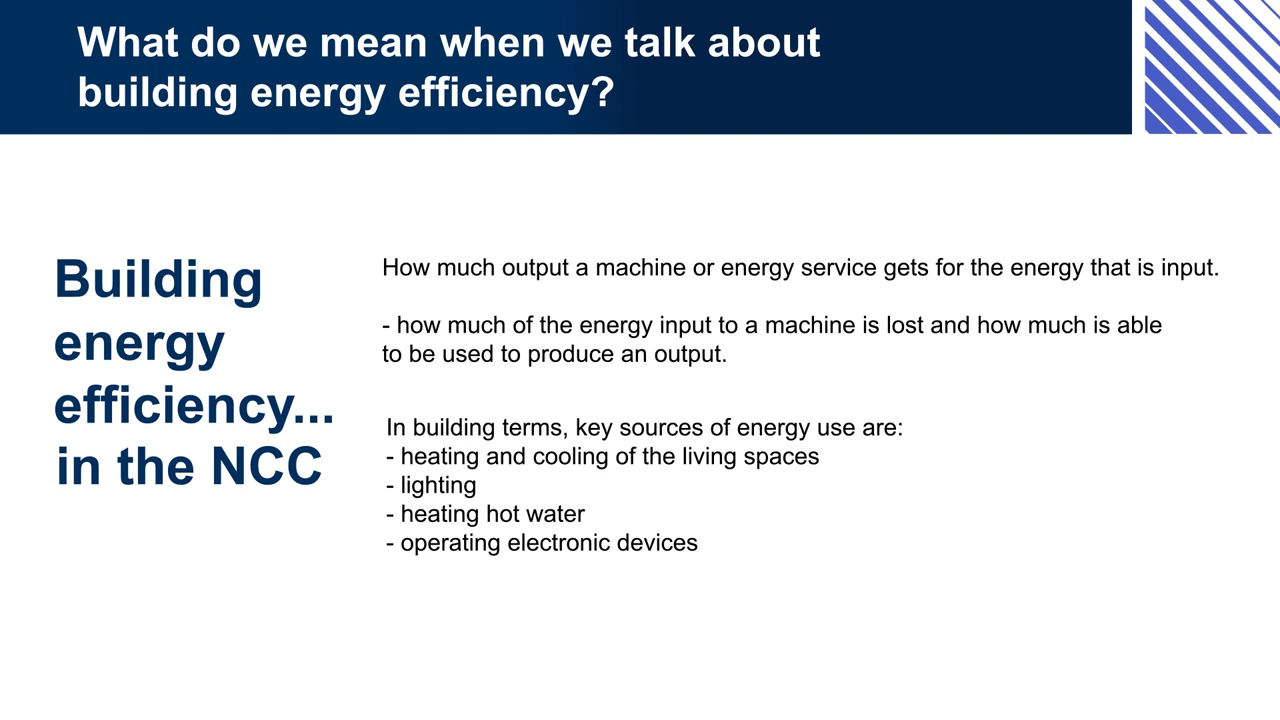 What do we mean when we talk about
building energy efficiency?
Building
energy
efficiency...
in the NCC
How much output a machine or energy service gets for the energy that is input.
- how much of the energy input to a machine is lost and how much is able
to be used to produce an output.
In building terms, key sources of energy use are:
- heating and cooling of the living spaces
- lighting
- heating hot water
- operating electronic devices